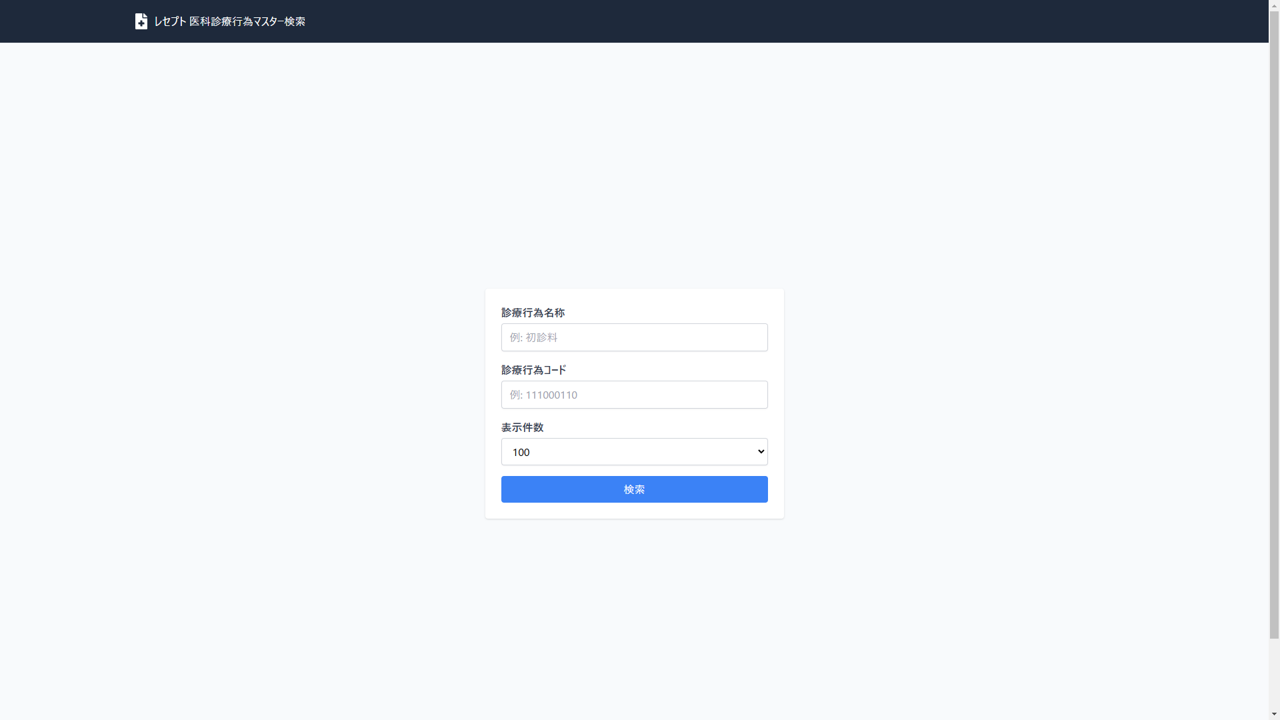 レセプト 医科診療行為マスター検索
診療行為名称
例: 初診料
診療行為コード
例: 111000110
表示件数
100
検索